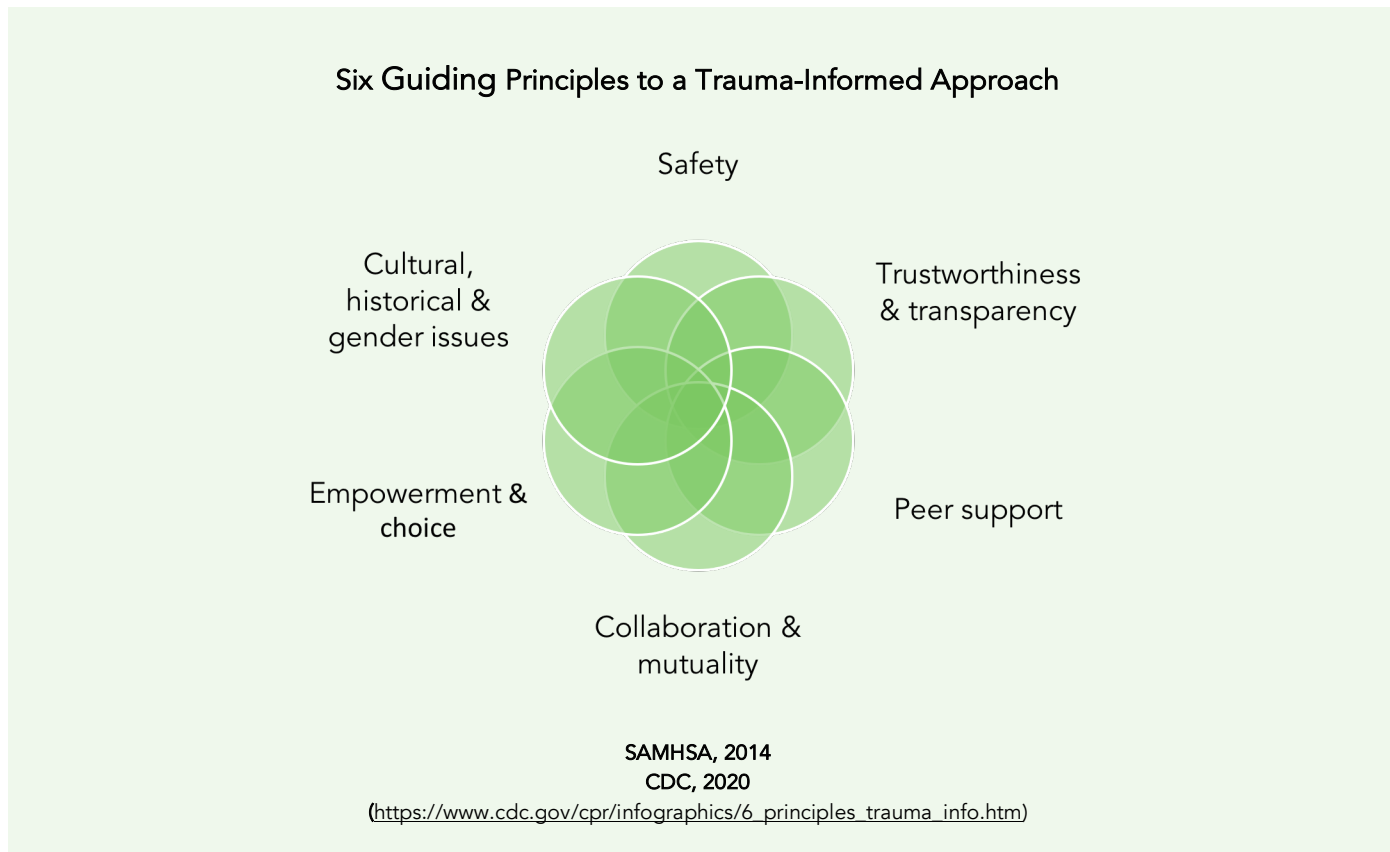 Six Guiding Principles to a Trauma-Informed Approach
Safety
Trustworthiness
& transparency
Peer support
Collaboration &
mutuality
Empowerment &
choice
Cultural,
historical &
gender issues
SAMHSA, 2014
CDC, 2020
(https://www.cdc.gov/cpr/infographics/6_principles_trauma_info.htm)